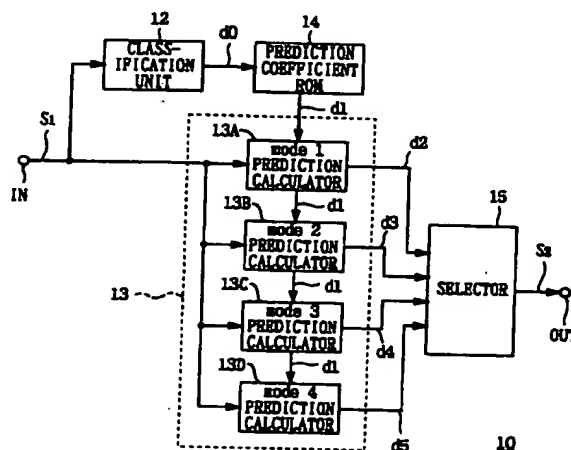 12
CLASS-
IFICATION
UNIT
d0
14
PREDICTION
COEFFICIENT
ROM
S1
IN
d1
13A
mode 1
PREDICTION
CALCULATOR
d2
d1
13B
mode 2
PREDICTION
CALCULATOR
d3
15
SELECTOR
S2
OUT
13
d1
13C
mode 3
PREDICTION
CALCULATOR
d4
d1
13D
mode 4
PREDICTION
CALCULATOR
d5
10